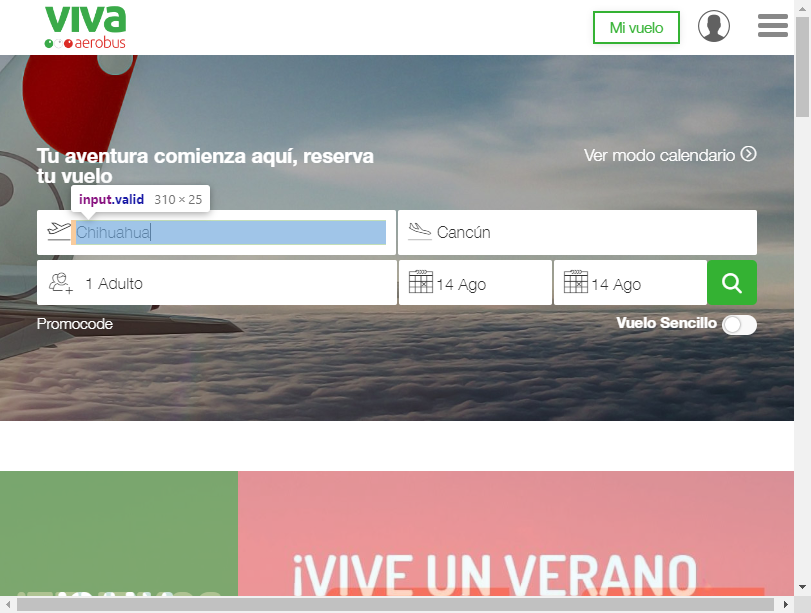 viva
aerobus
Mi vuelo
Tu aventura comienza aquí, reserva
tu vuelo
Ver modo calendario
input.valid 310 × 25
Chihuahua
Cancún
1 Adulto
14 Ago
14 Ago
Promocode
Vuelo Sencillo
¡VIVE UN VERANO